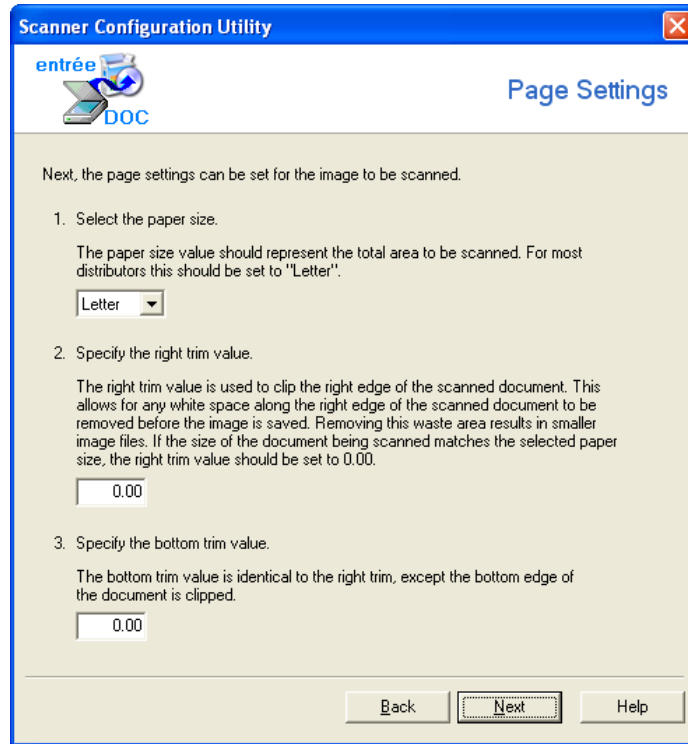 Scanner Configuration Utility
entrée
DOC
Page Settings
Next, the page settings can be set for the image to be scanned.
1. Select the paper size.
The paper size value should represent the total area to be scanned. For most
distributors this should be set to "Letter".
Letter
2. Specify the right trim value.
The right trim value is used to clip the right edge of the scanned document. This
allows for any white space along the right edge of the scanned document to be
removed before the image is saved. Removing this waste area results in smaller
image files. If the size of the document being scanned matches the selected paper
size, the right trim value should be set to 0.00.
0.00
3. Specify the bottom trim value.
The bottom trim value is identical to the right trim, except the bottom edge of
the document is clipped.
0.00
Back Next Help